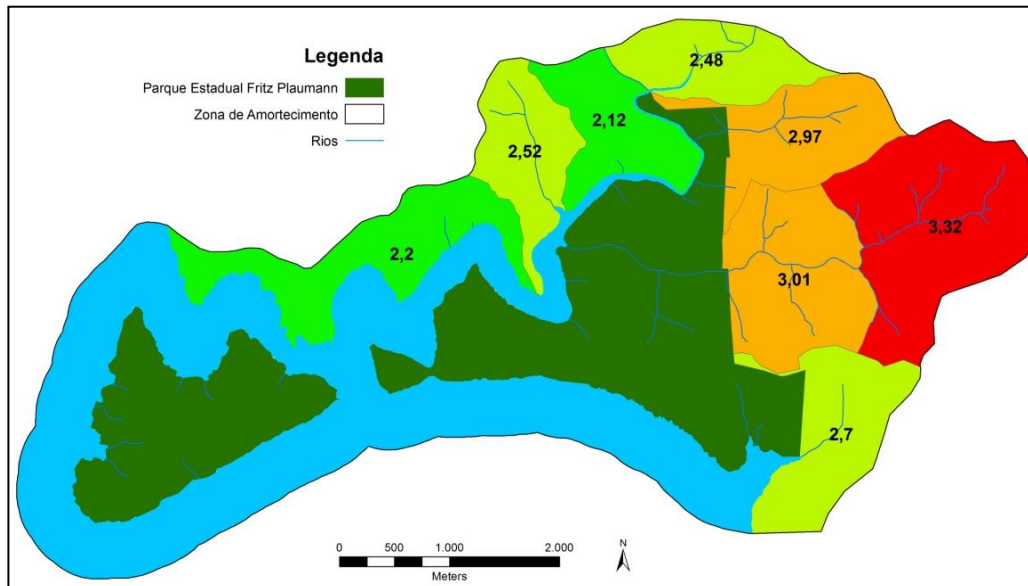 Legenda
Parque Estadual Fritz Plaumann
Zona de Amortecimento
Rios
2,48
2,12
2,97
2,52
3,32
2,2
3,01
2,7
0 500 1.000 2.000
Meters
N